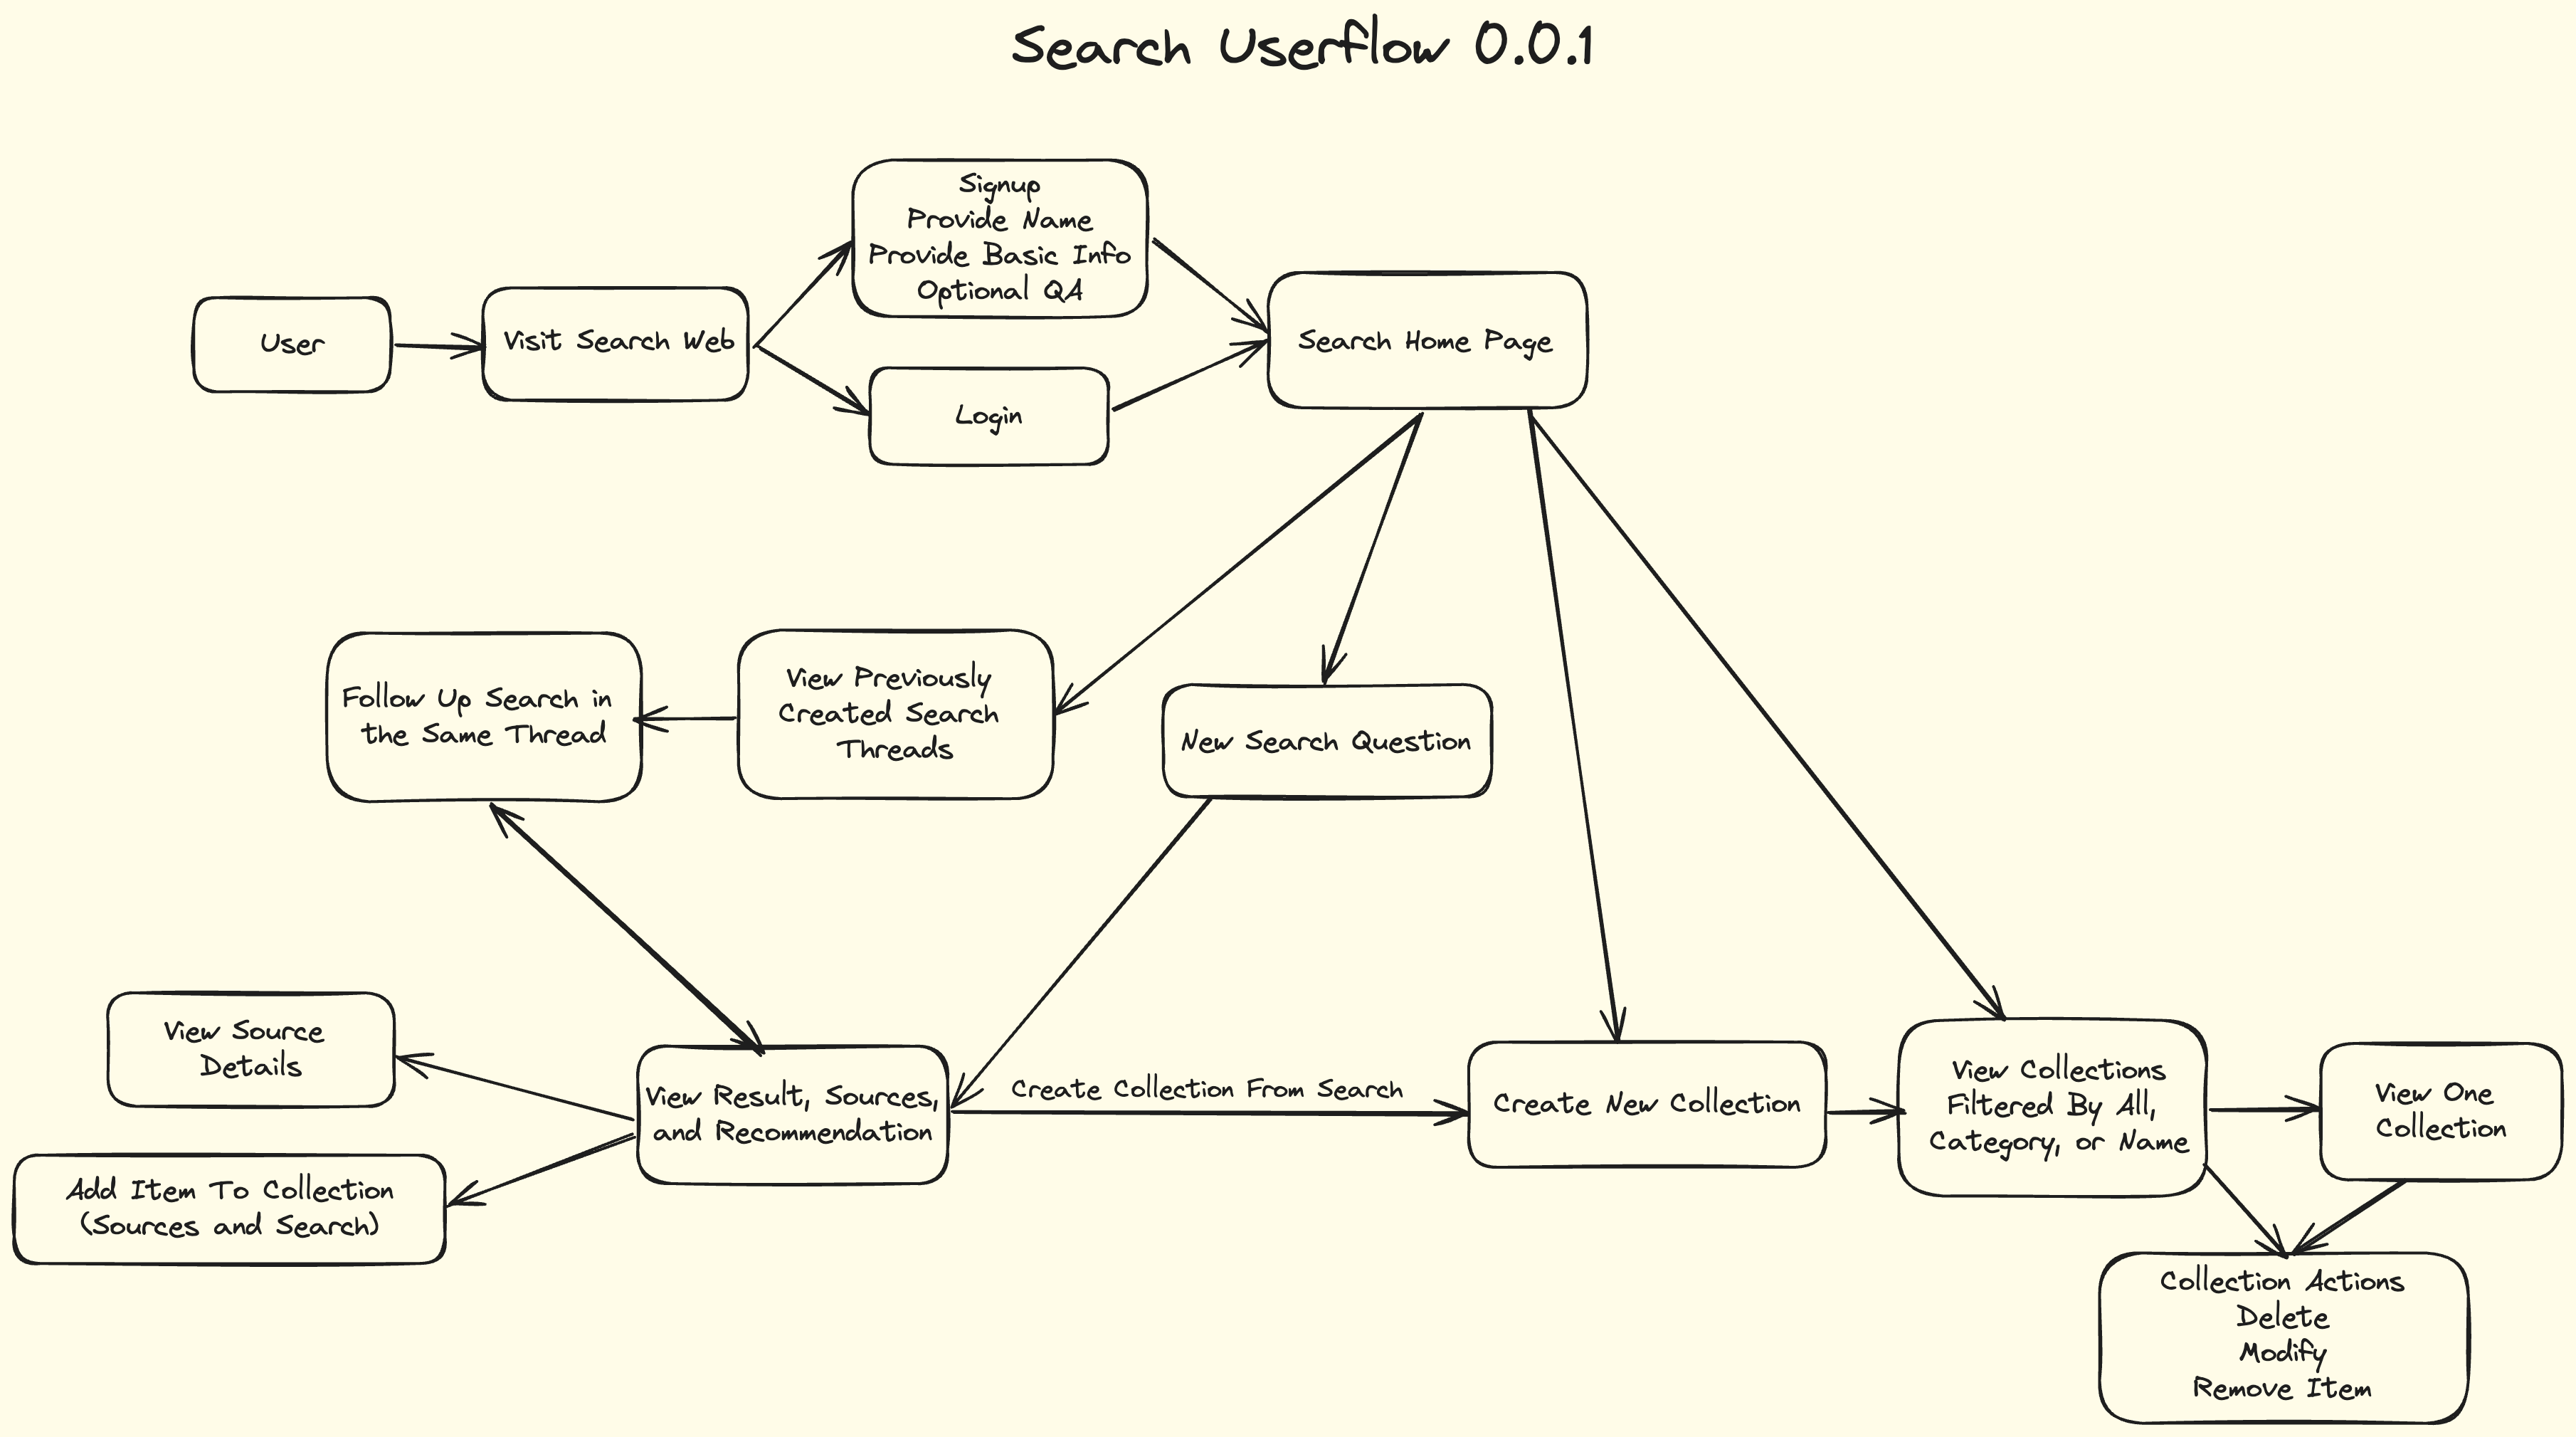 Search Userflow 0.0.1
Signup
Provide Name
Provide Basic Info
Optional QA
User
Visit Search Web
Search Home Page
Login
Follow Up Search in
the Same Thread
View Previously
Created Search
Threads
New Search Question
View Source
Details
View Result, Sources,
and Recommendation
Create Collection From Search
Create New Collection
View Collections
Filtered By All,
Category, or Name
View One
Collection
Add Item To Collection
(Sources and Search)
Collection Actions
Delete
Modify
Remove Item